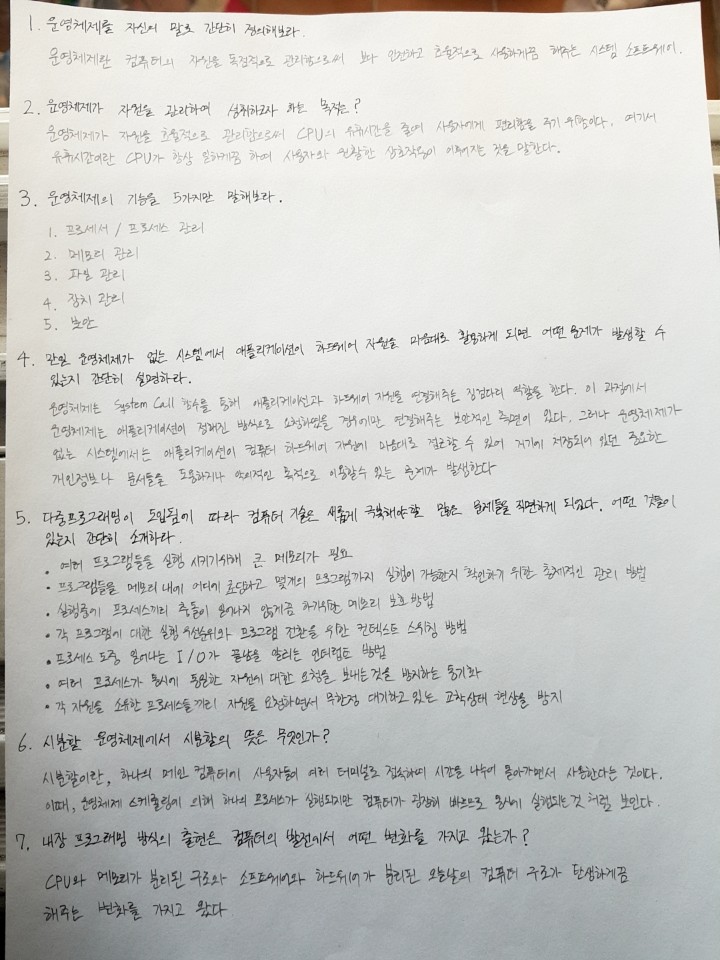 1. 운영체제를 자신의 말로 간단히 정의해보라.
운영체제란 컴퓨터의 자원을 독점적으로 관리함으로써 보다 안전하고 효율적으로 사용하게끔 해주는 시스템 소프트웨어.
2. 운영체제가 자원을 관리하여 성취하고자 하는 목적은?
운영체제가 자원을 효율적으로 관리함으로써 CPU의 유휴시간을 줄여 사용자에게 편리함을 주기 위함이다. 여기서
유휴시간이란 CPU가 항상 일하게끔 하여 사용자와 원활한 상호작용이 이루어지는 것을 말한다.
3. 운영체제의 기능을 5가지만 말해보라.
1. 프로세서 / 프로세스 관리
2. 메모리 관리
3. 파일 관리
4. 장치 관리
5. 보안
4. 만일 운영체제가 없는 시스템에서 애플리케이션이 하드웨어 자원을 마음대로 활용하게 되면 어떤 문제가 발생할 수
있는지 간단히 설명하라.
운영체제는 System Call 함수를 통해 애플리케이션과 하드웨어 자원을 연결해주는 징검다리 역할을 한다. 이 과정에서
운영체제는 애플리케이션이 정해진 방식으로 요청하였을 경우에만 연결해주는 보안적인 측면이 있다. 그러나 운영체제가
없는 시스템에서는 애플리케이션이 컴퓨터 하드웨어 자원에 마음대로 접근할 수 있어 거기에 저장되어 있던 중요한
개인정보나 문서들을 도용하거나 악의적인 목적으로 이용할수 있는 문제가 발생한다
5. 다중프로그래밍이 도입됨에 따라 컴퓨터 기술은 새롭게 극복해야할 많은 문제들을 직면하게 되었다. 어떤 것들이
있는지 간단히 소개하라.
• 여러 프로그램들을 실행 시키기위해 큰 메모리가 필요
• 프로그램들을 메모리 내에 어디에 할당하고 몇개의 프로그램까지 실행이 가능한지 확인하기 위한 총체적인 관리 방법
• 실행중에 프로세스끼리 충돌이 일어나지 않게끔 하기위한 메모리 보호 방법
• 각 프로그램에 대한 실행 우선순위와 프로그램 전환을 위한 컨텍스트 스위칭 방법
• 프로세스 도중 일어나는 I/O가 끝남을 알리는 인터럽트 방법
• 여러 프로세스가 동시에 동일한 자원에 대한 요청을 보내는것을 방지하는 동기화
• 각 자원을 소유한 프로세스들끼리 자원을 요청하면서 무한정 대기하고 있는 교착상태 현상을 방지
6. 시분할 운영체제에서 시분할의 뜻은 무엇인가?
시분할이란, 하나의 메인 컴퓨터에 사용자들이 여러 터미널로 접속하여 시간을 나누어 돌아가면서 사용한다는 것이다.
이때, 운영체제 스케줄링에 의해 하나의 프로세스가 실행되지만 컴퓨터가 굉장히 빠르므로 동시에 실행되는것 처럼 보인다.
7. 내장 프로그래밍 방식의 출현은 컴퓨터의 발전에서 어떤 변화를 가지고 왔는가?
CPU와 메모리가 분리된 구조와 소프트웨어와 하드웨어가 분리된 오늘날의 컴퓨터 구조가 탄생하게끔
해주는 변화를 가지고 왔다